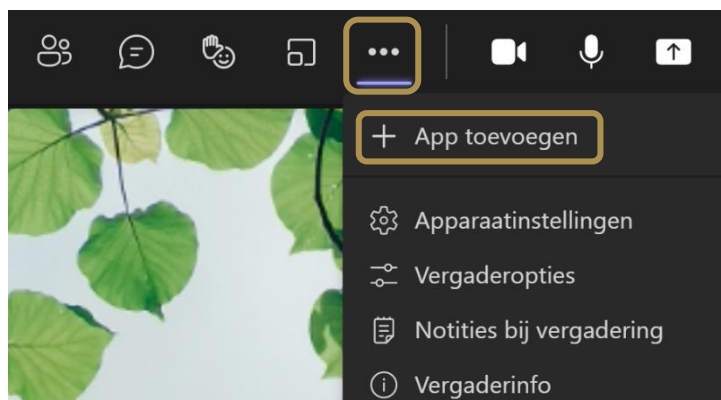 App toevoegen
Apparaatinstellingen
Vergaderopties
Notities bij vergadering
Vergaderinfo